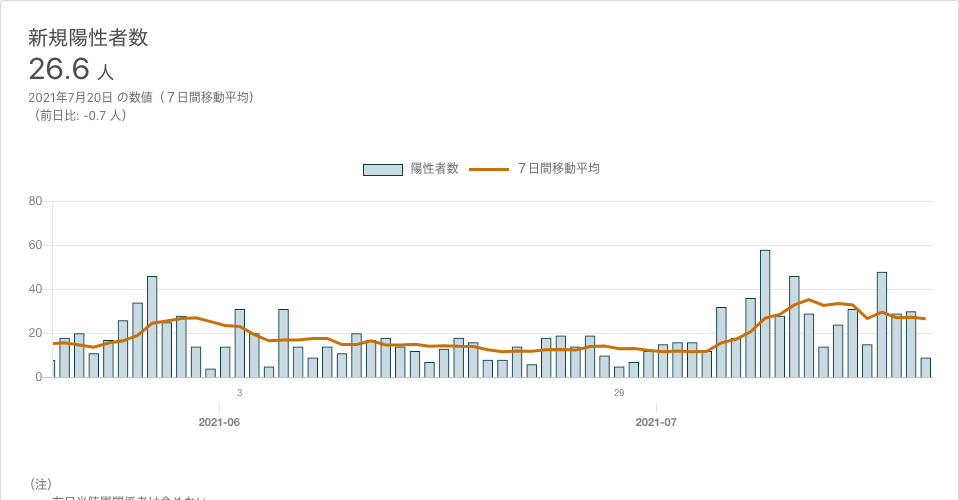 新規陽性者数
26.6 人
2021年7月20日 の数値（７日間移動平均）
（前日比: -0.7 人）
陽性者数 ７日間移動平均
80
60
40
20
0
3 29
2021-06 2021-07
（注）